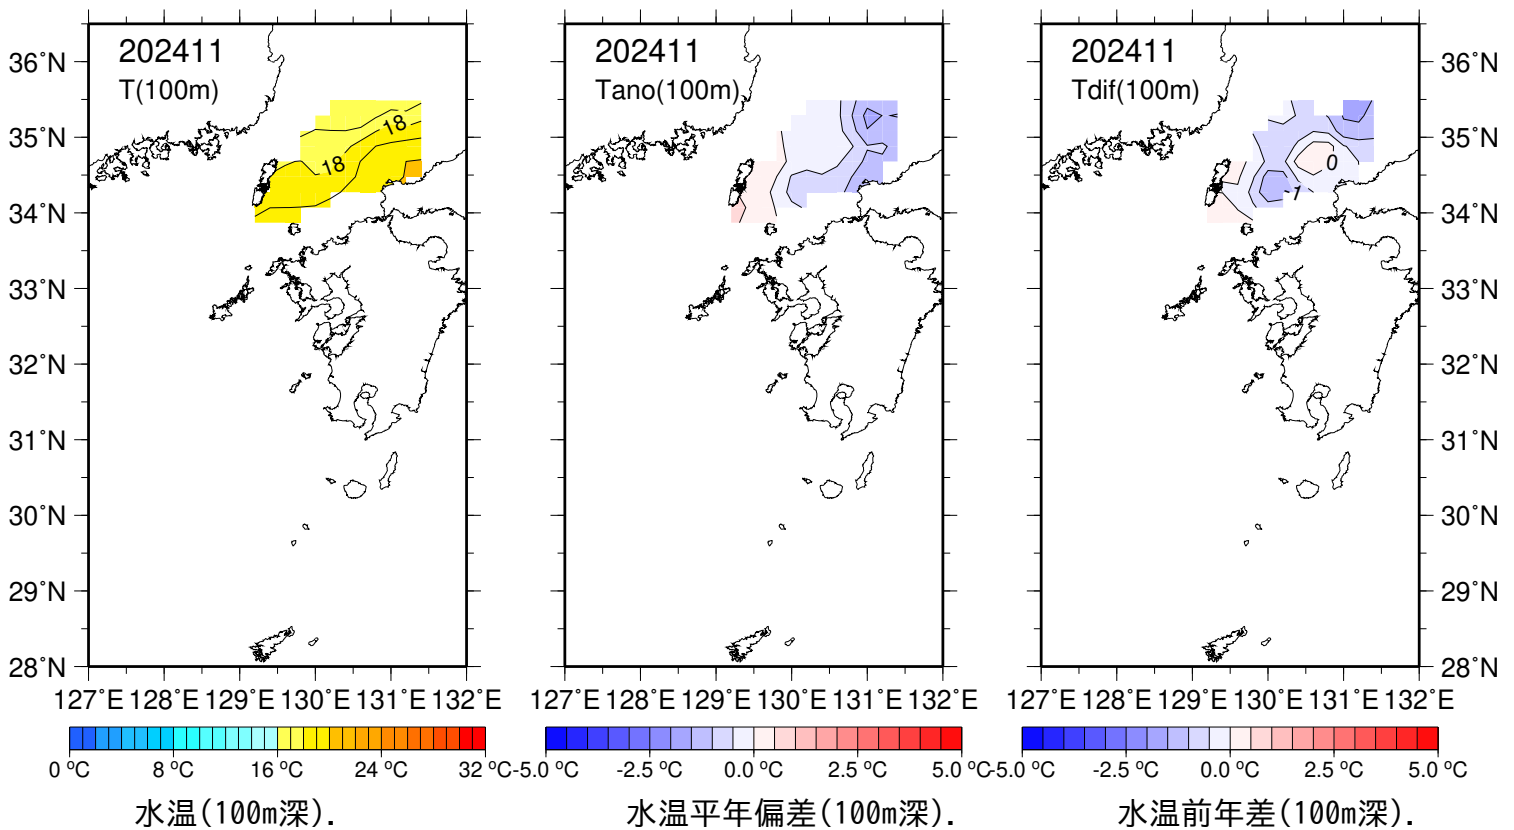 202411
T(100m)
18
18
36°N
35°N
34°N
33°N
32°N
31°N
30°N
29°N
28°N
127°E 128°E 129°E 130°E 131°E 132°E
0 °C 8 °C 16 °C 24 °C 32 °C
水温(100m深).
202411
Tano(100m)
127°E 128°E 129°E 130°E 131°E 132°E
-5.0 °C -2.5 °C 0.0 °C 2.5 °C 5.0 °C
水温平年偏差(100m深).
202411
Tdif(100m)
0
-1
36°N
35°N
34°N
33°N
32°N
31°N
30°N
29°N
28°N
127°E 128°E 129°E 130°E 131°E 132°E
-5.0 °C -2.5 °C 0.0 °C 2.5 °C 5.0 °C
水温前年差(100m深).